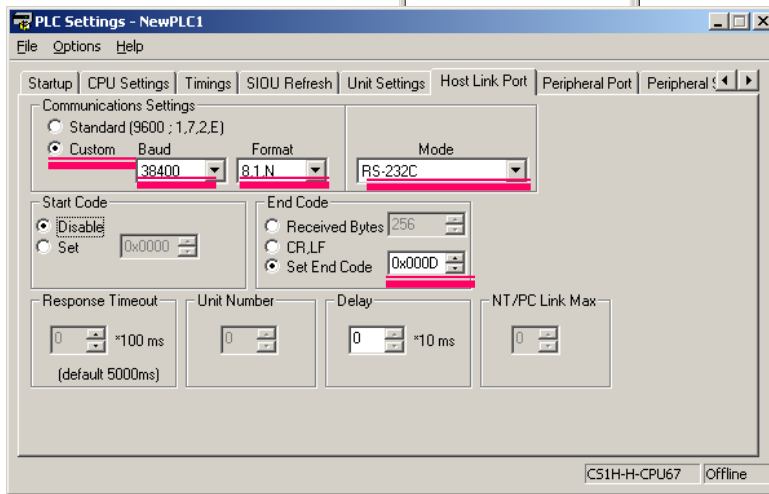 PLC Settings - NewPLC1
File Options Help
Startup CPU Settings Timings SIOU Refresh Unit Settings Host Link Port Peripheral Port Peripheral
Communications Settings
Standard (9600 ; 1,7,2,E)
Custom Baud Format Mode
38400 8,1,N RS-232C
Start Code End Code
Disable Received Bytes 256
Set 0x0000 CR,LF
Set End Code 0x000D
Response Timeout Unit Number Delay NT/PC Link Max
0 *100 ms 0 0 *10 ms 0
(default 5000ms)
CS1H-H-CPU67 Offline